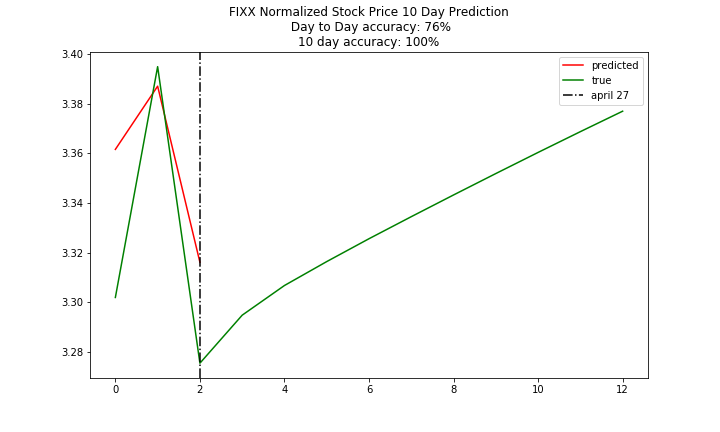 FIXX Normalized Stock Price 10 Day Prediction
Day to Day accuracy: 76%
10 day accuracy: 100%
predicted
true
april 27
3.40
3.38
3.36
3.34
3.32
3.30
3.28
0 2 4 6 8 10 12